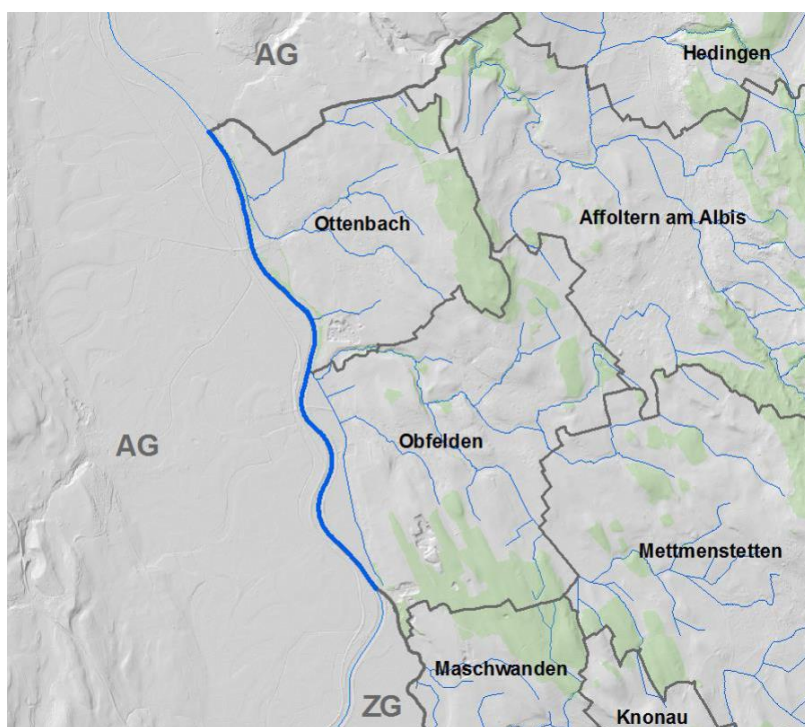 AG
Hedingen
Ottenbach
Affoltern am Albis
AG
Obfelden
Mettmenstetten
Maschwanden
ZG
Knonau